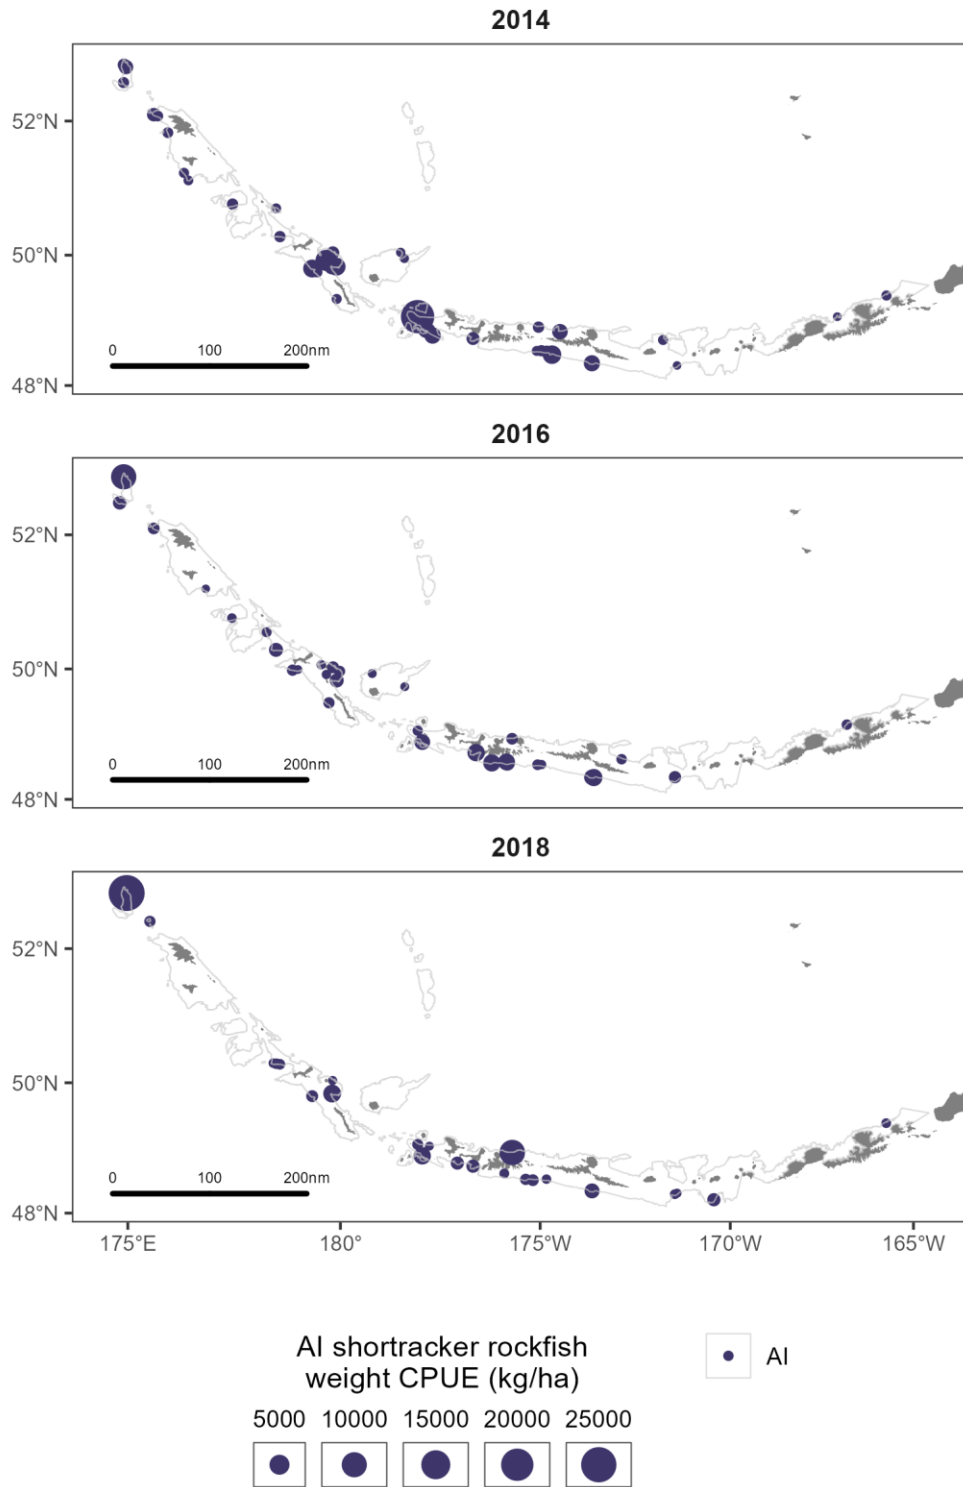 2014
52°N
50°N
48°N
0 100 200nm
2016
52°N
50°N
48°N
0 100 200nm
2018
52°N
50°N
48°N
0 100 200nm
175°E 180° 175°W 170°W 165°W
AI shortracker rockfish
weight CPUE (kg/ha)
AI
5000 10000 15000 20000 25000